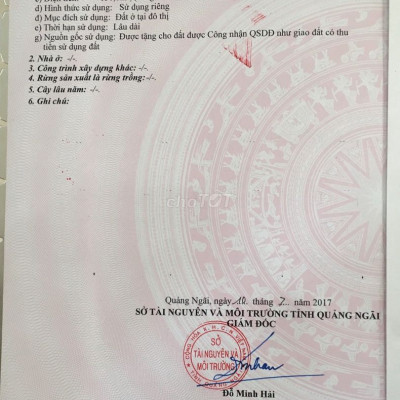 d) Hình thức sử dụng: Sử dụng riêng
đ) Mục đích sử dụng: Đất ở tại đô thị
e) Thời hạn sử dụng: Lâu dài
g) Nguồn gốc sử dụng: Được tặng cho đất được Công nhận QSDĐ như giao đất có thu
tiền sử dụng đất
2. Nhà ở: -/-
3. Công trình xây dựng khác: -/-
4. Rừng sản xuất là rừng trồng: -/-
5. Cây lâu năm: -/-
6. Ghi chú:
chợTỐT
Quảng Ngãi, ngày 10 tháng 2 năm 2017
SỞ TÀI NGUYÊN VÀ MÔI TRƯỜNG TỈNH QUẢNG NGÃI
GIÁM ĐỐC
SỞ
TÀI NGUYÊN VÀ
MÔI TRƯỜNG
Đỗ Minh Hải